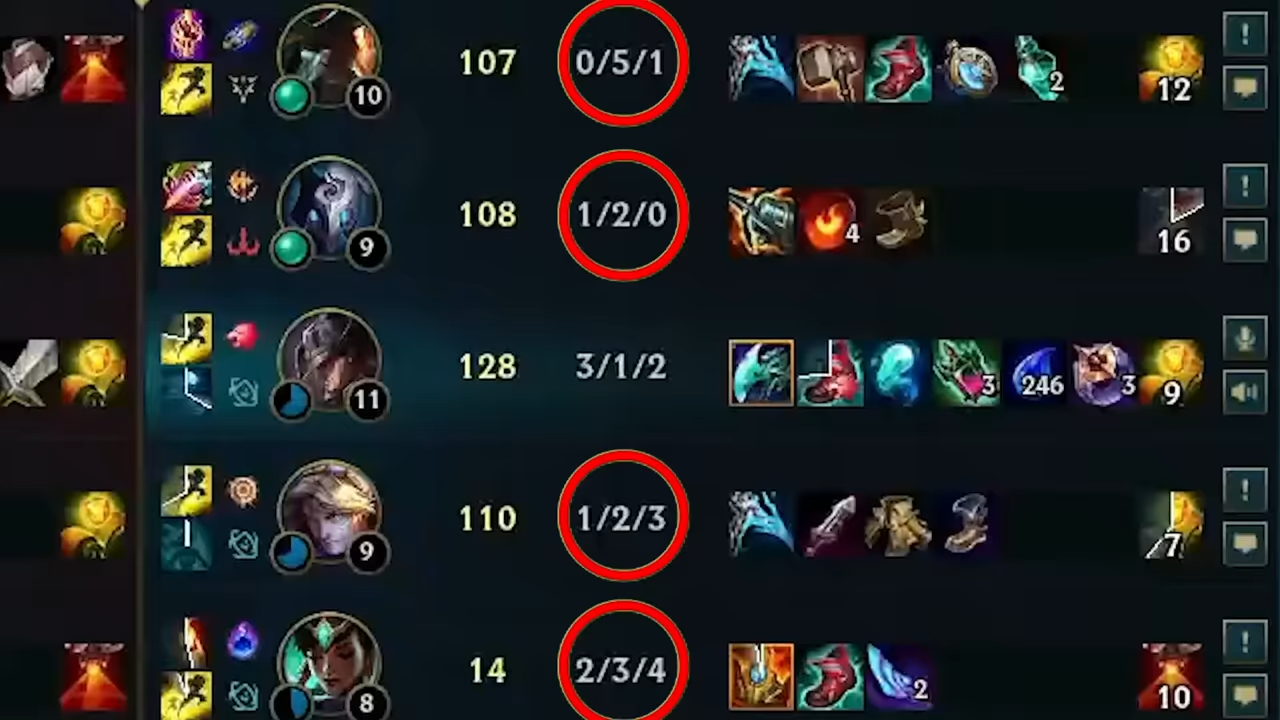 10 107 0/5/1 2 12
9 108 1/2/0 4 16
11 128 3/1/2 3 246 3 9
9 110 1/2/3 7
8 14 2/3/4 2 10